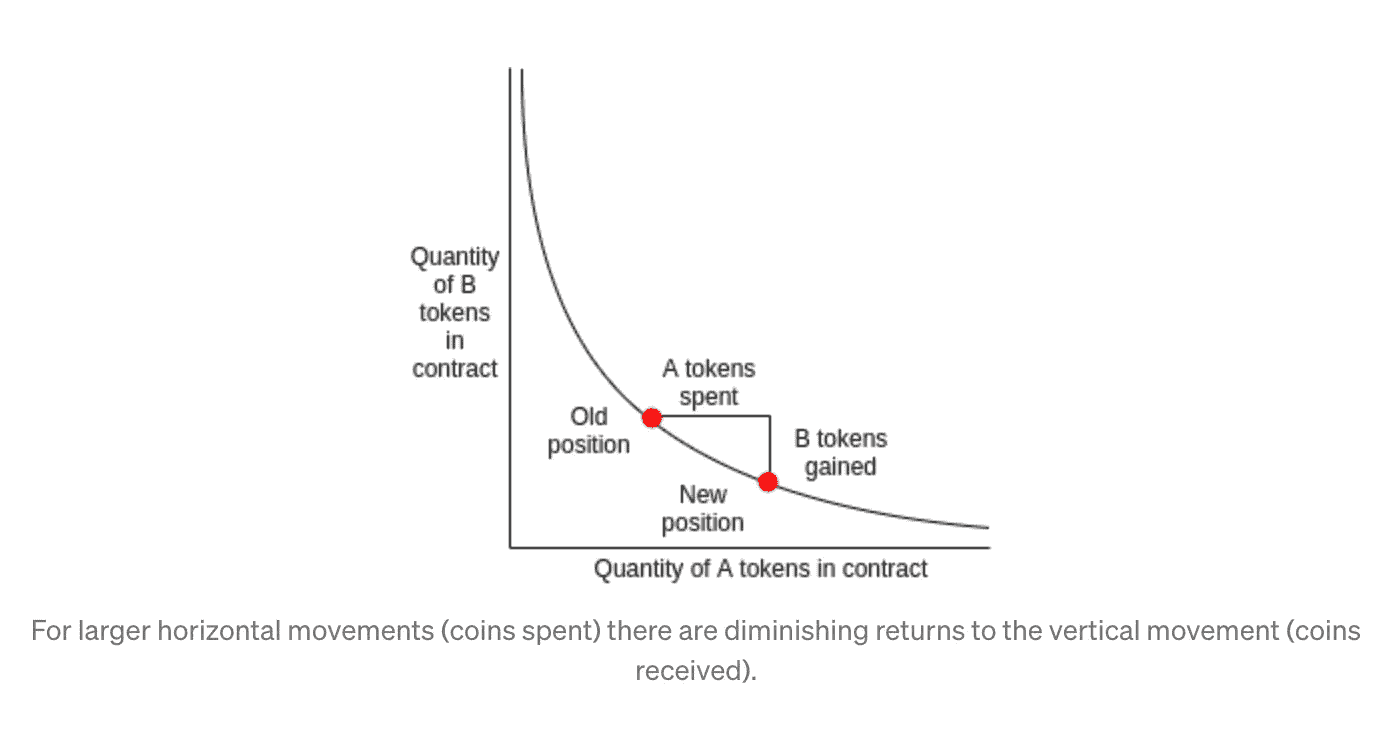 Quantity
of B
tokens
in
contract
A tokens
spent
Old
position
B tokens
gained
New
position
Quantity of A tokens in contract
For larger horizontal movements (coins spent) there are diminishing returns to the vertical movement (coins
received).